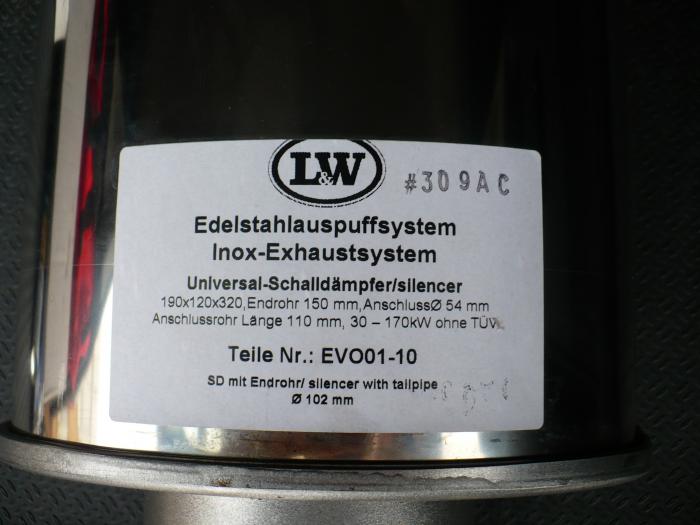 L&W
#309AC
Edelstahlauspuffsystem
Inox-Exhaustsystem
Universal-Schalldämpfer/silencer
190x120x320,Endrohr 150 mm,AnschlussØ 54 mm
Anschlussrohr Länge 110 mm, 30 – 170kW ohne TÜV
Teile Nr.: EVO01-10
SD mit Endrohr/ silencer with tailpipe
Ø 102 mm